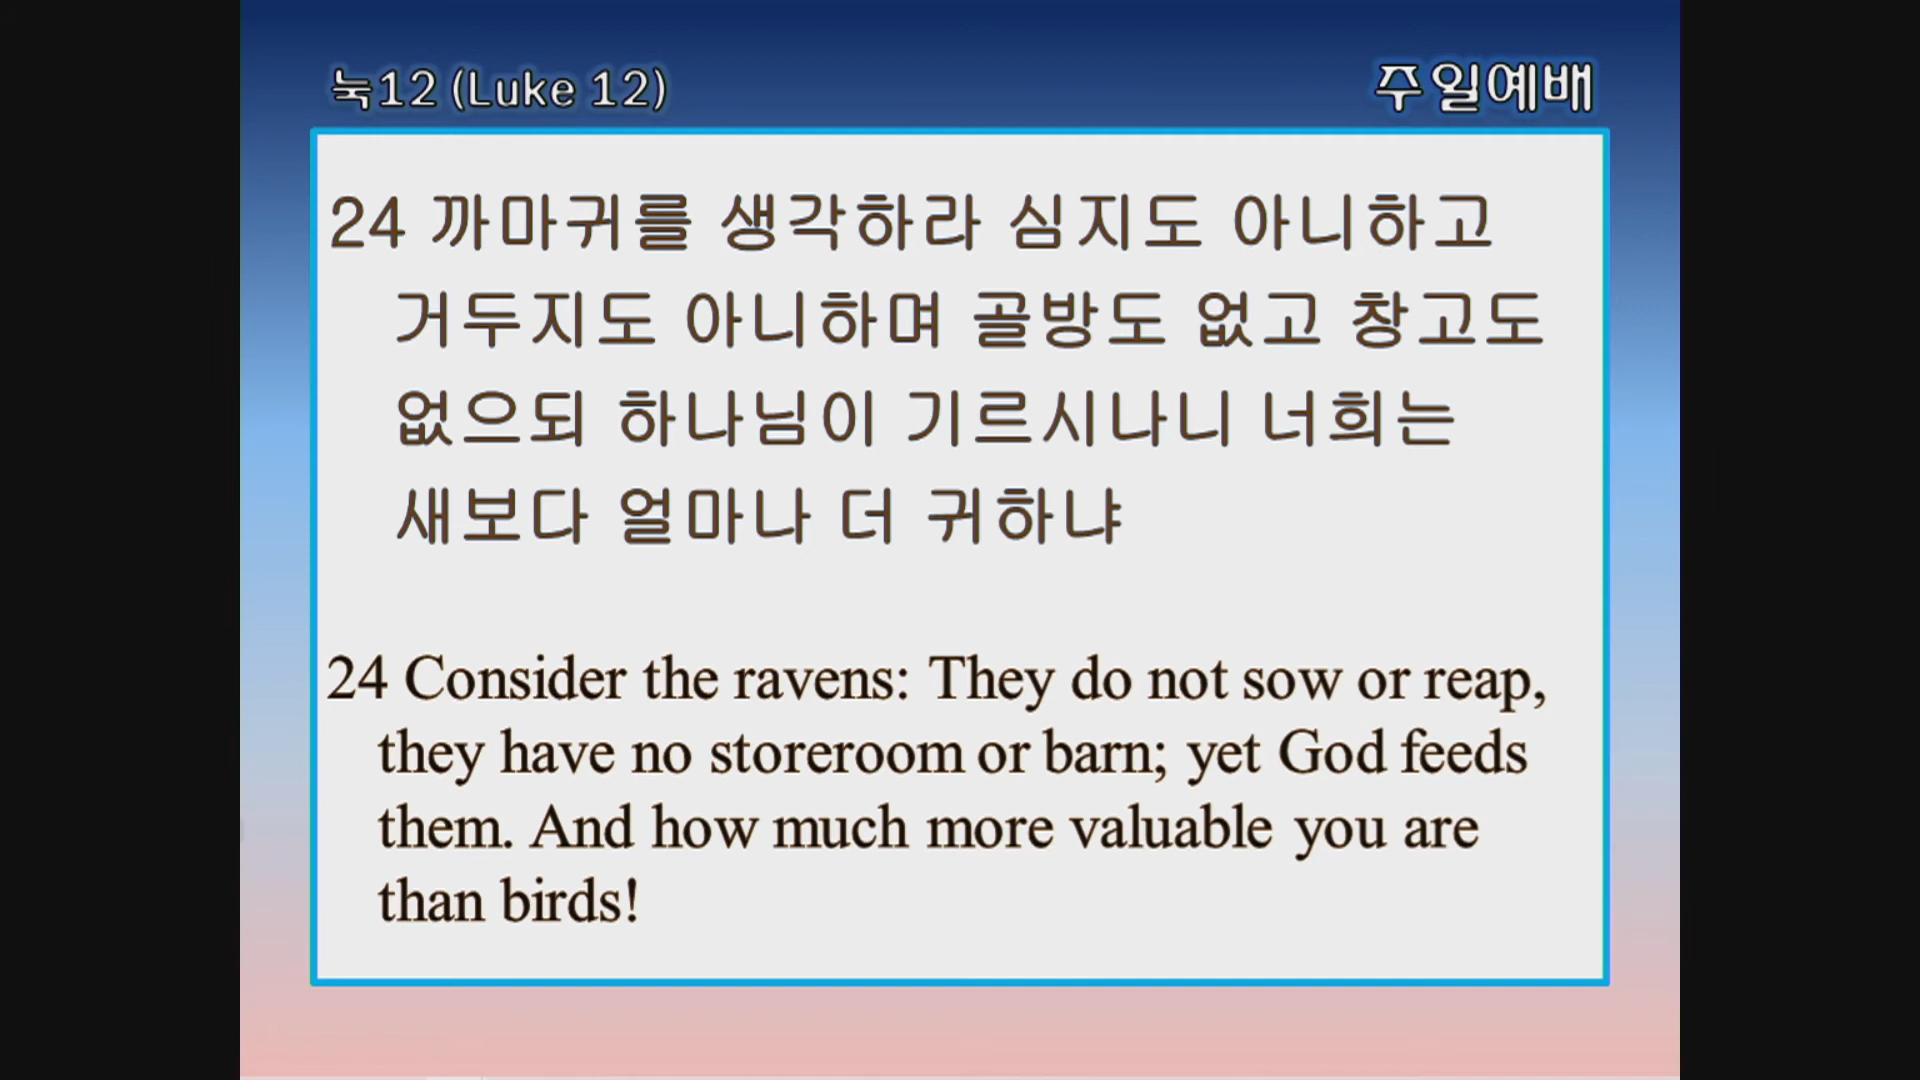 눅12 (Luke 12)
주일예배
24 까마귀를 생각하라 심지도 아니하고
거두지도 아니하며 골방도 없고 창고도
없으되 하나님이 기르시나니 너희는
새보다 얼마나 더 귀하냐
24 Consider the ravens: They do not sow or reap,
they have no storeroom or barn; yet God feeds
them. And how much more valuable you are
than birds!